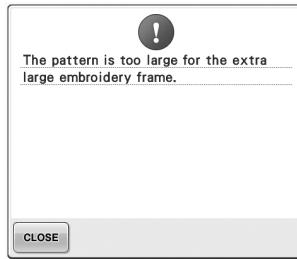 The pattern is too large for the extra
large embroidery frame.
CLOSE